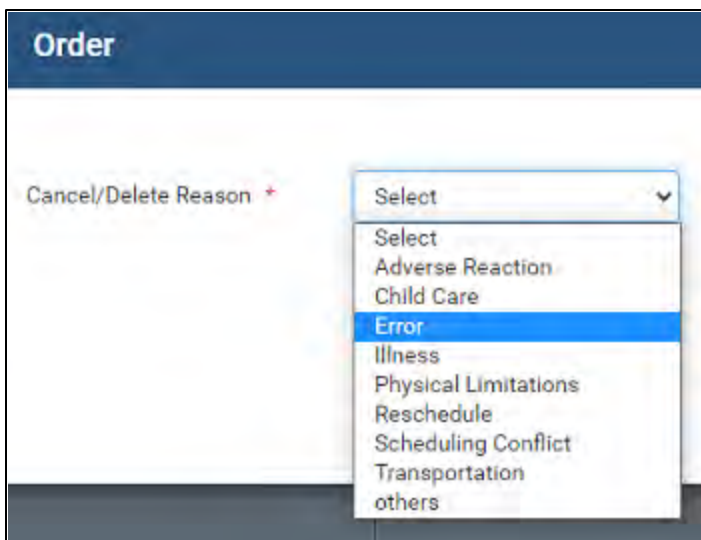 Order
Cancel/Delete Reason * Select
Select
Adverse Reaction
Child Care
Error
Illness
Physical Limitations
Reschedule
Scheduling Conflict
Transportation
others